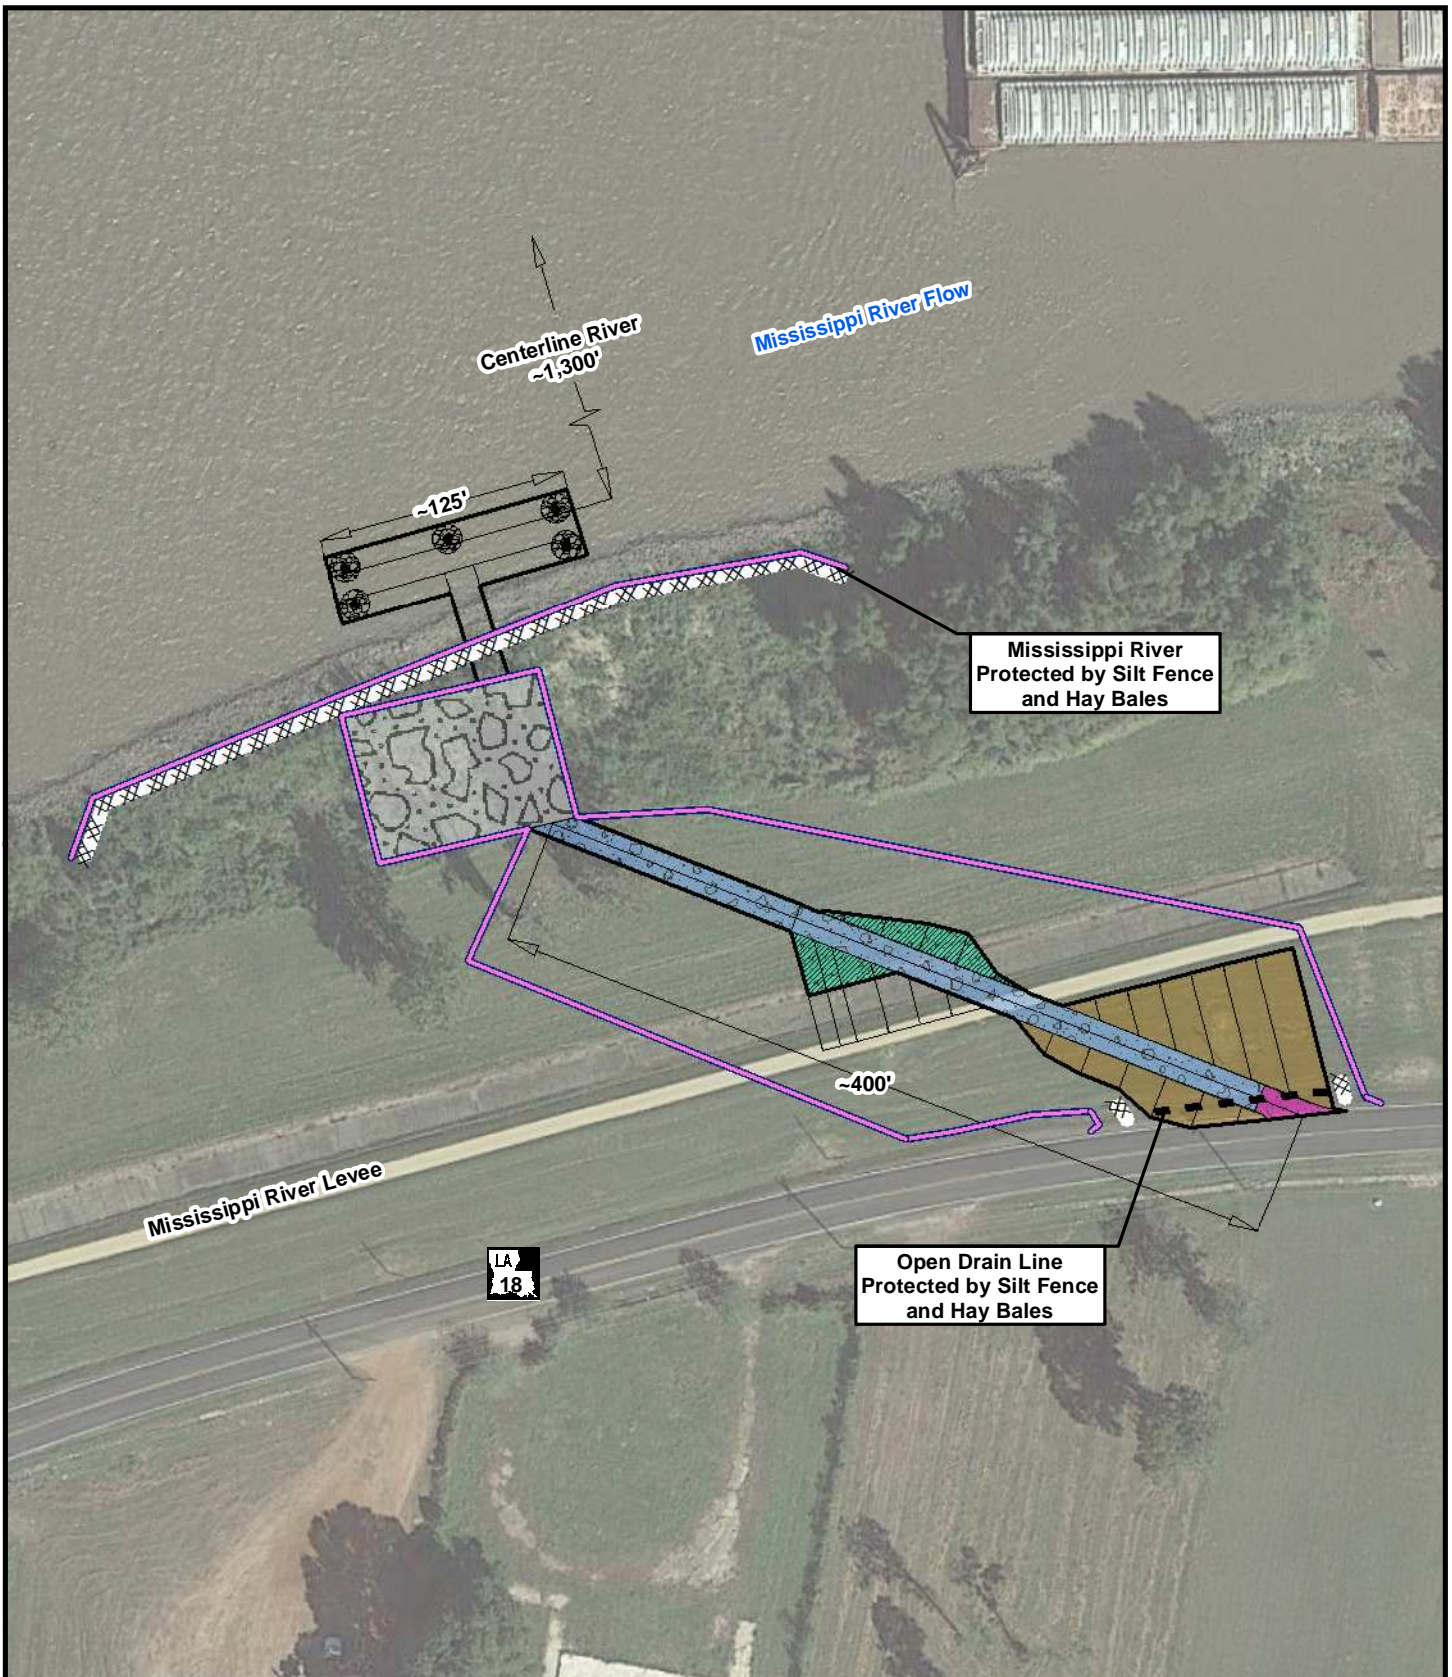 Mississippi River Flow
Centerline River
~1,300'
~125'
Mississippi River
Protected by Silt Fence
and Hay Bales
~400'
Mississippi River Levee
LA
18
Open Drain Line
Protected by Silt Fence
and Hay Bales